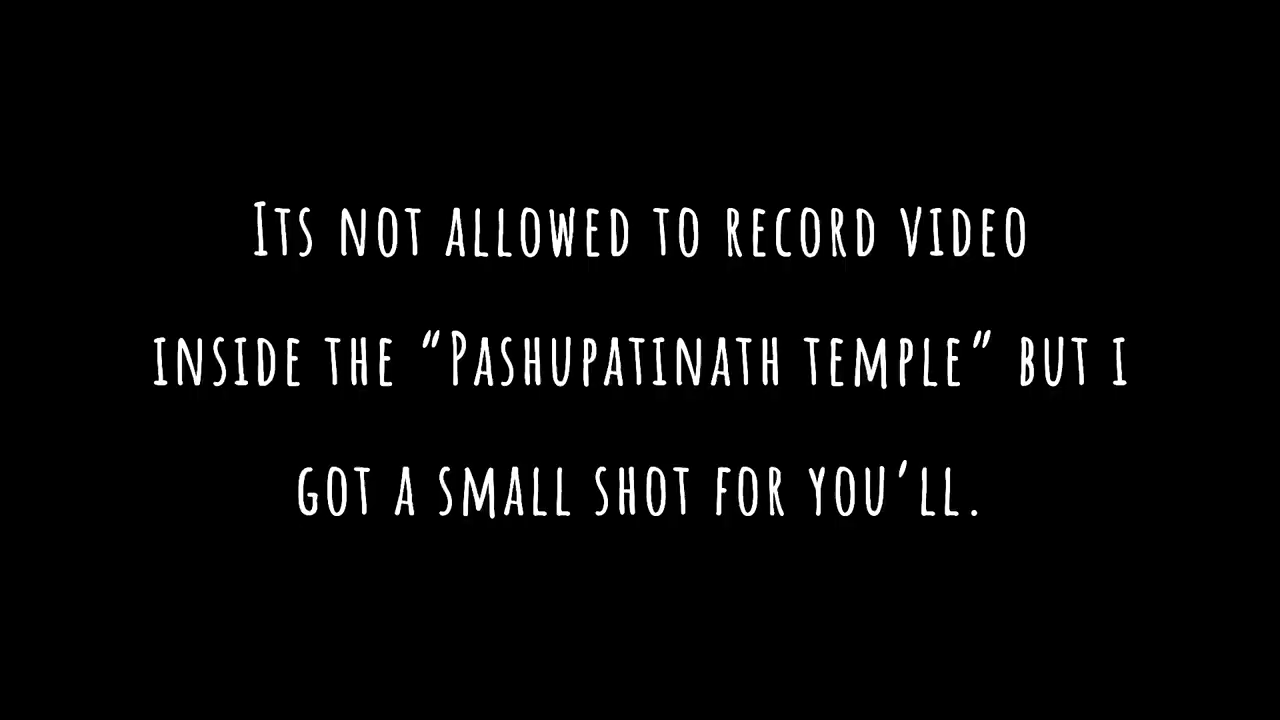 Its not allowed to record video
inside the “Pashupatinath temple” but i
got a small shot for you’ll.